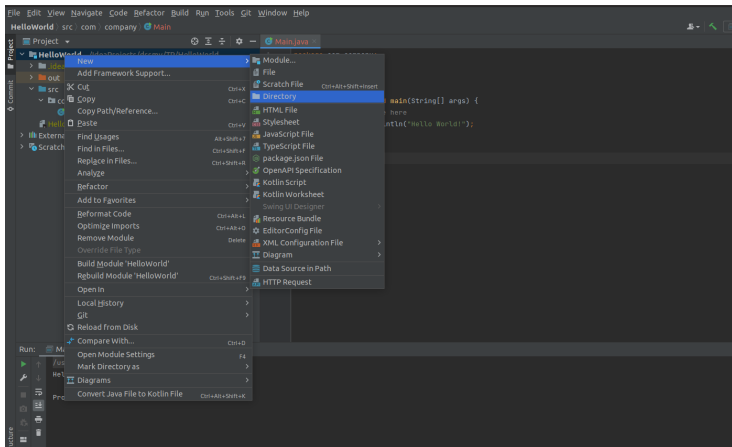 File Edit View Navigate Code Refactor Build Run Tools Git Window Help
HelloWorld src com company Main
Project
Main.java
HelloWorld
.idea
out
src
External
Scratch
Project
Commit
New
Add Framework Support...
Cut Ctrl+X
Copy Ctrl+C
Copy Path/Reference...
Paste Ctrl+V
Find Usages Alt+Shift+7
Find in Files... Ctrl+Shift+F
Replace in Files... Ctrl+Shift+R
Analyze
Refactor
Add to Favorites
Reformat Code Ctrl+Alt+L
Optimize Imports Ctrl+Alt+O
Remove Module Delete
Override File Type
Build Module 'HelloWorld'
Rebuild Module 'HelloWorld' Ctrl+Shift+F9
Open In
Local History
Git
Reload from Disk
Compare With... Ctrl+D
Open Module Settings F4
Mark Directory as
Diagrams
Convert Java File to Kotlin File Ctrl+Alt+Shift+K
Module...
File
Scratch File Ctrl+Alt+Shift+Insert
Directory
HTML File
Stylesheet
JavaScript File
TypeScript File
package.json File
OpenAPI Specification
Kotlin Script
Kotlin Worksheet
Swing UI Designer
Resource Bundle
EditorConfig File
XML Configuration File
Diagram
Data Source in Path
HTTP Request
main(String[] args) {
here
ntln("Hello World!");
Run: